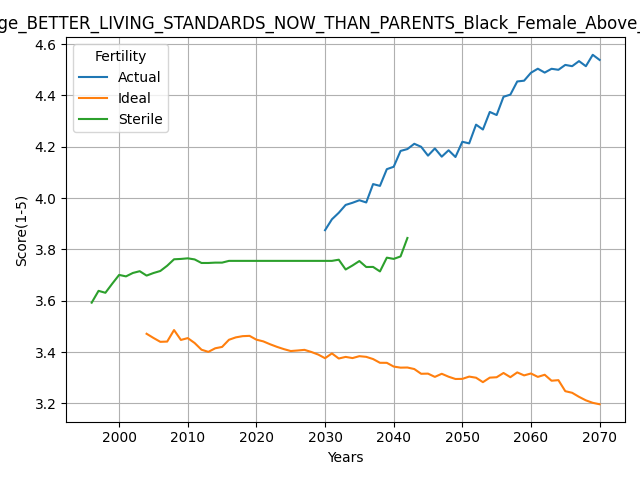 ge_BETTER_LIVING_STANDARDS_NOW_THAN_PARENTS_Black_Female_Above_
Fertility
Actual
Ideal
Sterile
Score(1-5)
4.6
4.4
4.2
4.0
3.8
3.6
3.4
3.2
2000 2010 2020 2030 2040 2050 2060 2070
Years